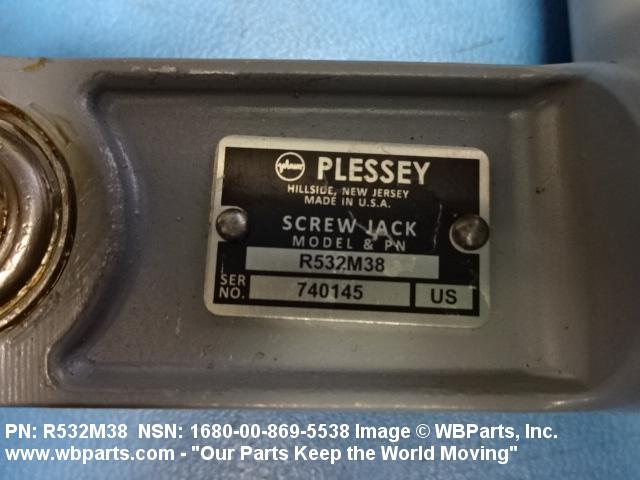 PLESSEY
HILLSIDE, NEW JERSEY
MADE IN U.S.A.
SCREW JACK
MODEL & PN
R532M38
SER NO. 740145 US
PN: R532M38 NSN: 1680-00-869-5538 Image © WBParts, Inc.
www.wbparts.com - "Our Parts Keep the World Moving"